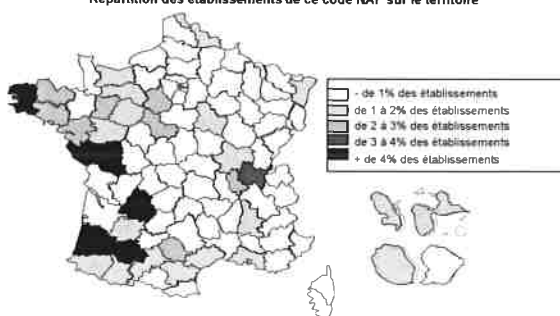 Répartition des établissements de ce code NAF sur le territoire
- de 1% des établissements
de 1 à 2% des établissements
de 2 à 3% des établissements
de 3 à 4% des établissements
+ de 4% des établissements